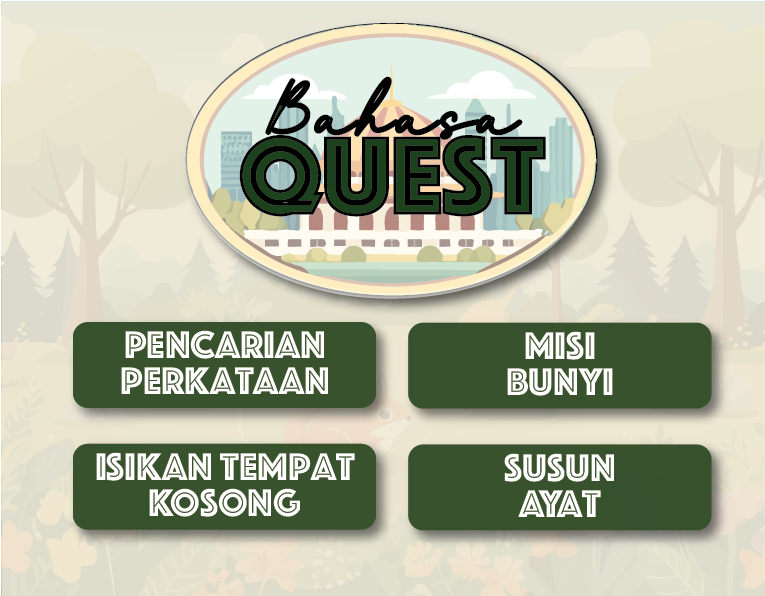 Bahasa
QUEST
PENCARIAN
PERKATAAN
MISI
BUNYI
ISIKAN TEMPAT
KOSONG
SUSUN
AYAT